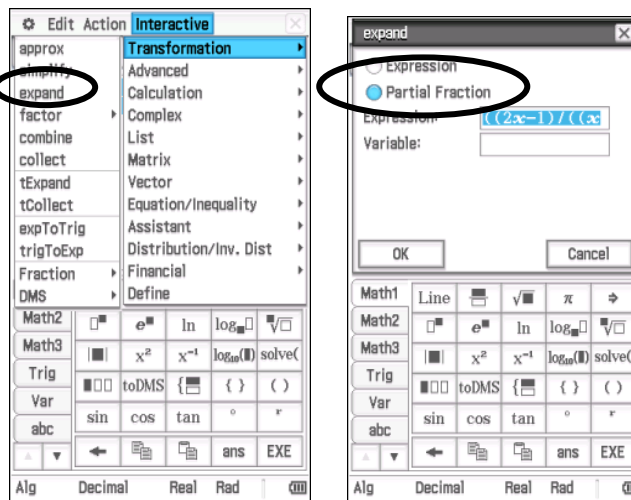 Edit Action Interactive
approx
simplify
expand
factor
combine
collect
tExpand
tCollect
expToTrig
trigToExp
Fraction
DMS
Transformation
Advanced
Calculation
Complex
List
Matrix
Vector
Equation/Inequality
Assistant
Distribution/Inv. Dist
Financial
Define
Math2
Math3
Trig
Var
abc
□■ e■ ln log■□ ■√□
|■| x² x⁻¹ log₁₀(■) solve(
■□□ toDMS { } ( )
sin cos tan ° r
ans EXE
Alg Decimal Real Rad
expand
Expression
Partial Fraction
Expression: ((2x-1)/((x
Variable:
OK Cancel
Math1
Math2
Math3
Trig
Var
abc
Line √■ π ⇒
□■ e■ ln log■□ ■√□
|■| x² x⁻¹ log₁₀(■) solve(
■□□ toDMS { } ( )
sin cos tan ° r
ans EXE
Alg Decimal Real Rad